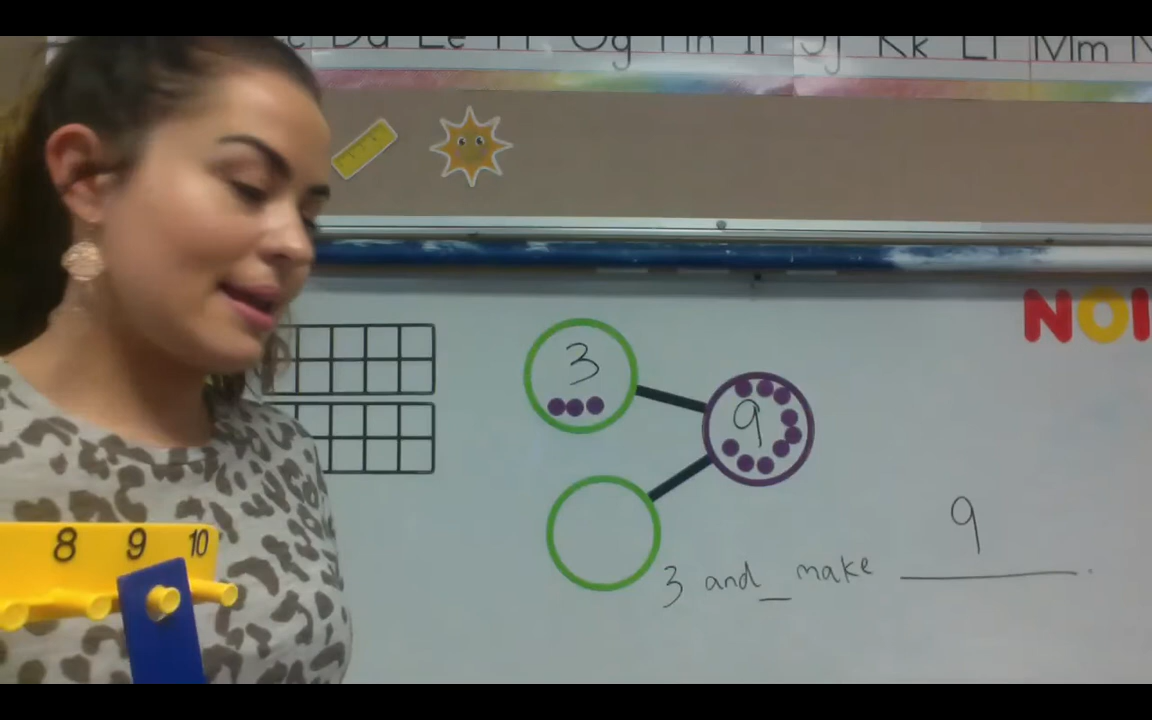 Dd Ee Ff Gg Hh Ii Jj Kk Ll Mm
NO
3
9
9
3 and _ make ____.
8 9 10